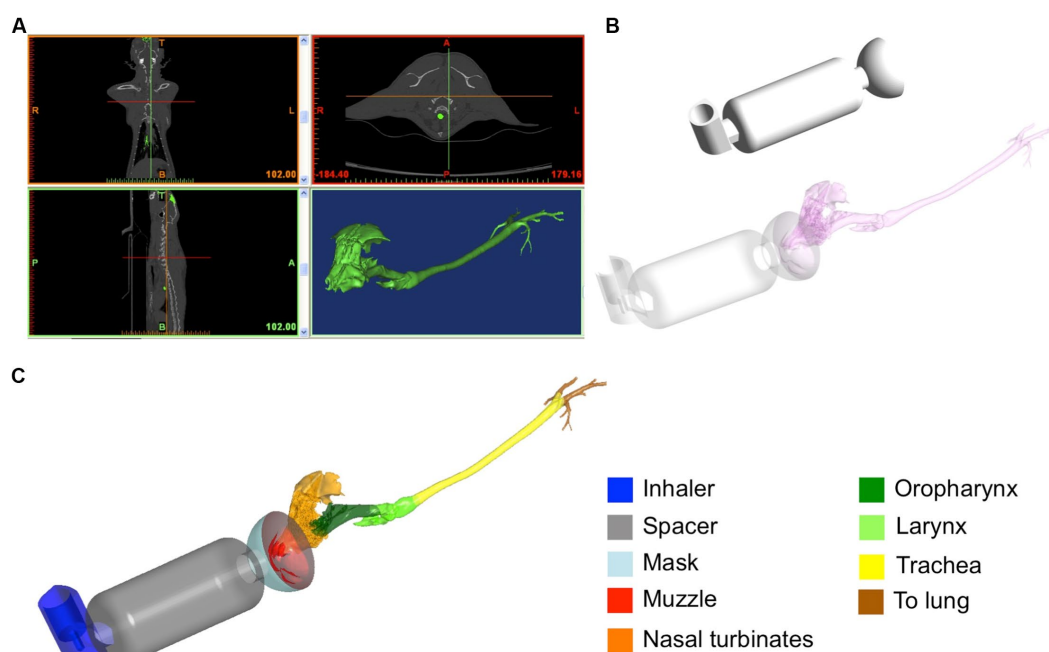 A
B
T
R
L
B
102.00
A
R
L
P
-184.40
179.16
T
P
A
B
102.00
C
Inhaler
Spacer
Mask
Muzzle
Nasal turbinates
Oropharynx
Larynx
Trachea
To lung